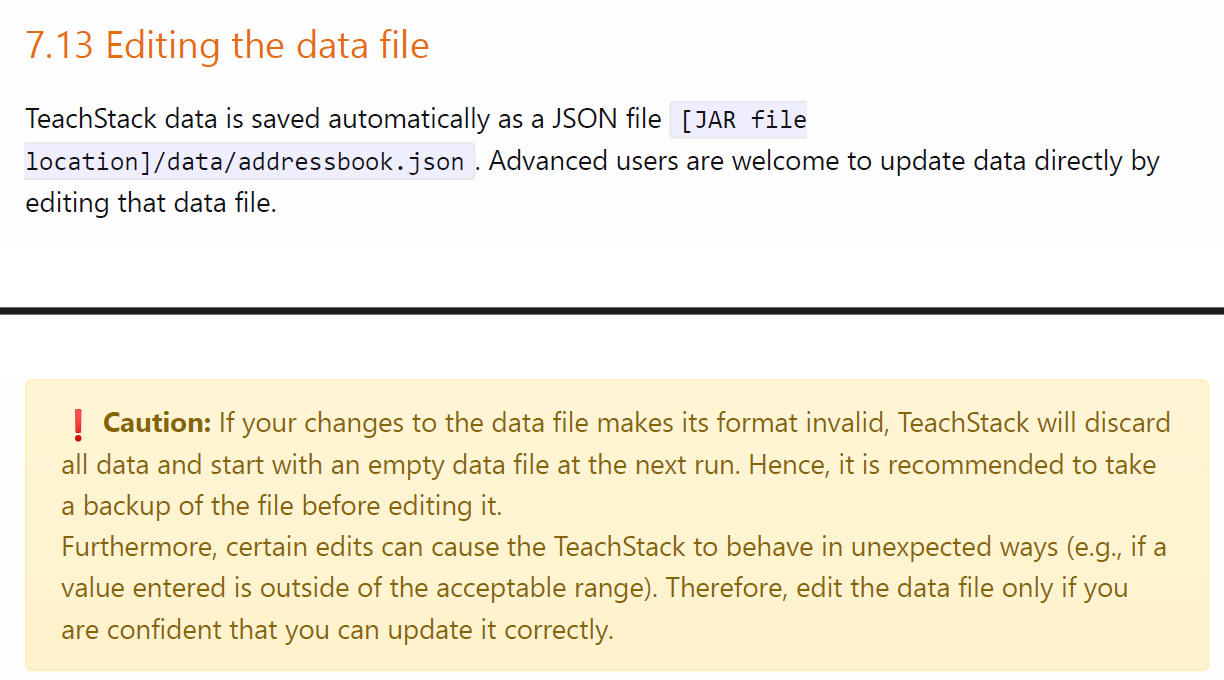 7.13 Editing the data file
TeachStack data is saved automatically as a JSON file [JAR file
location]/data/addressbook.json. Advanced users are welcome to update data directly by
editing that data file.
❗ Caution: If your changes to the data file makes its format invalid, TeachStack will discard
all data and start with an empty data file at the next run. Hence, it is recommended to take
a backup of the file before editing it.
Furthermore, certain edits can cause the TeachStack to behave in unexpected ways (e.g., if a
value entered is outside of the acceptable range). Therefore, edit the data file only if you
are confident that you can update it correctly.